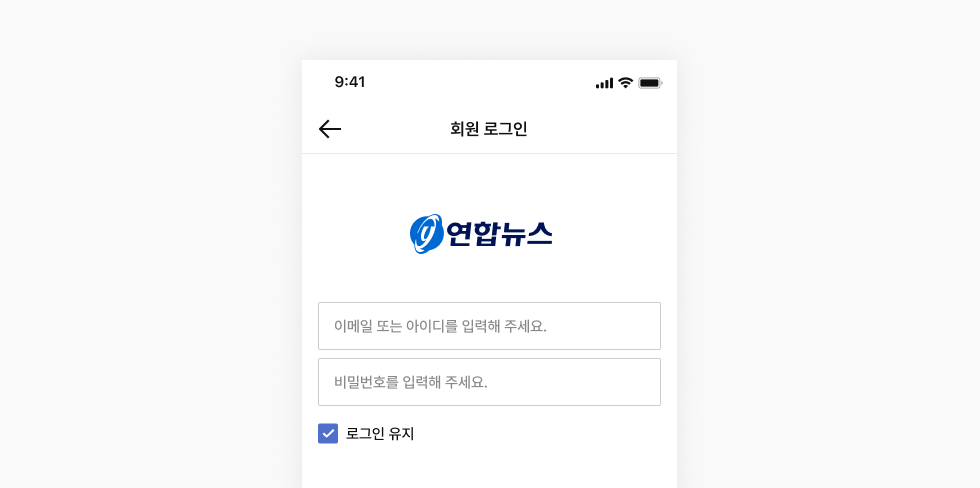 9:41
회원 로그인
y 연합뉴스
이메일 또는 아이디를 입력해 주세요.
비밀번호를 입력해 주세요.
로그인 유지